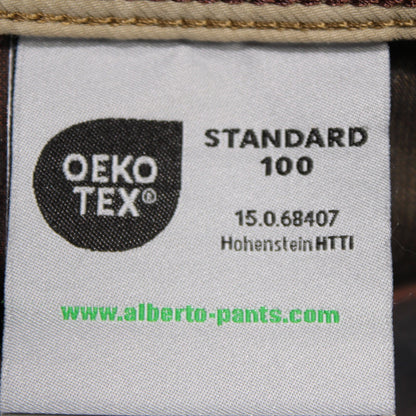 OEKO
TEX®
STANDARD
100
15.0.68407
Hohenstein HTTI
www.alberto-pants.com